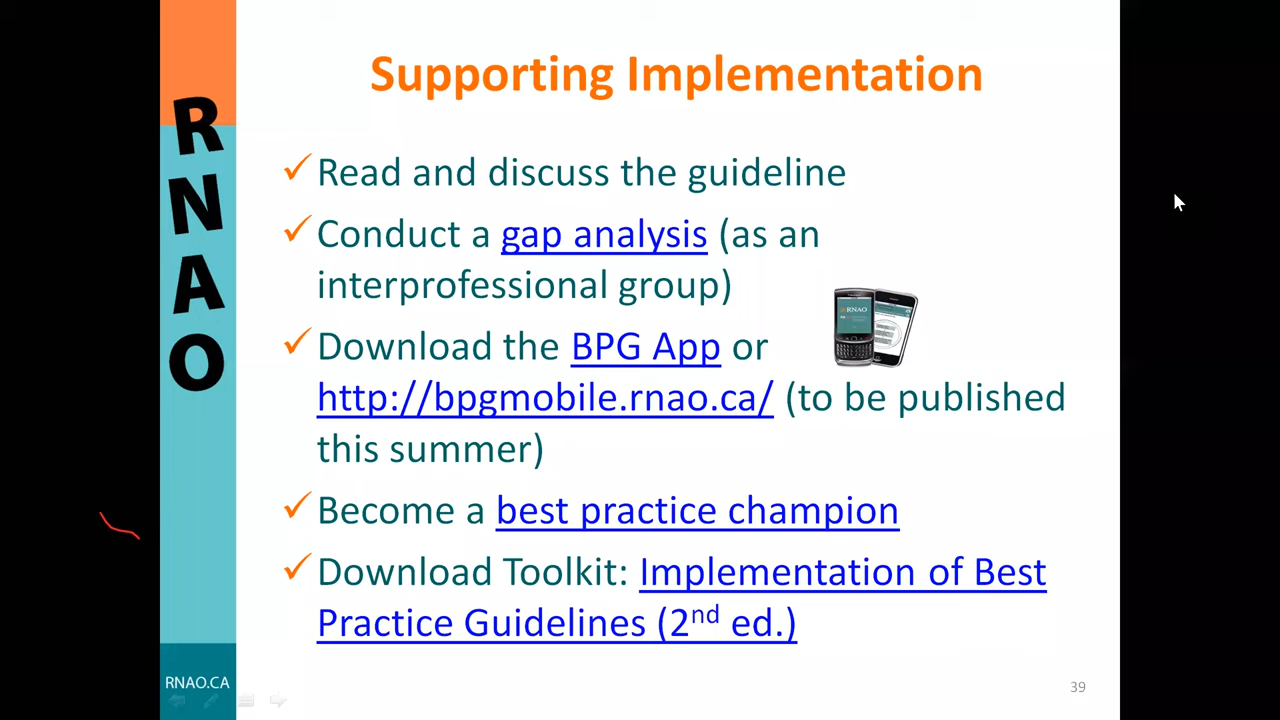 Supporting Implementation
R
N
A
O
✓ Read and discuss the guideline
✓ Conduct a gap analysis (as an
interprofessional group)
RNAO
✓ Download the BPG App or
http://bpgmobile.rnao.ca/ (to be published
this summer)
✓ Become a best practice champion
✓ Download Toolkit: Implementation of Best
Practice Guidelines (2nd ed.)
RNAO.CA
39